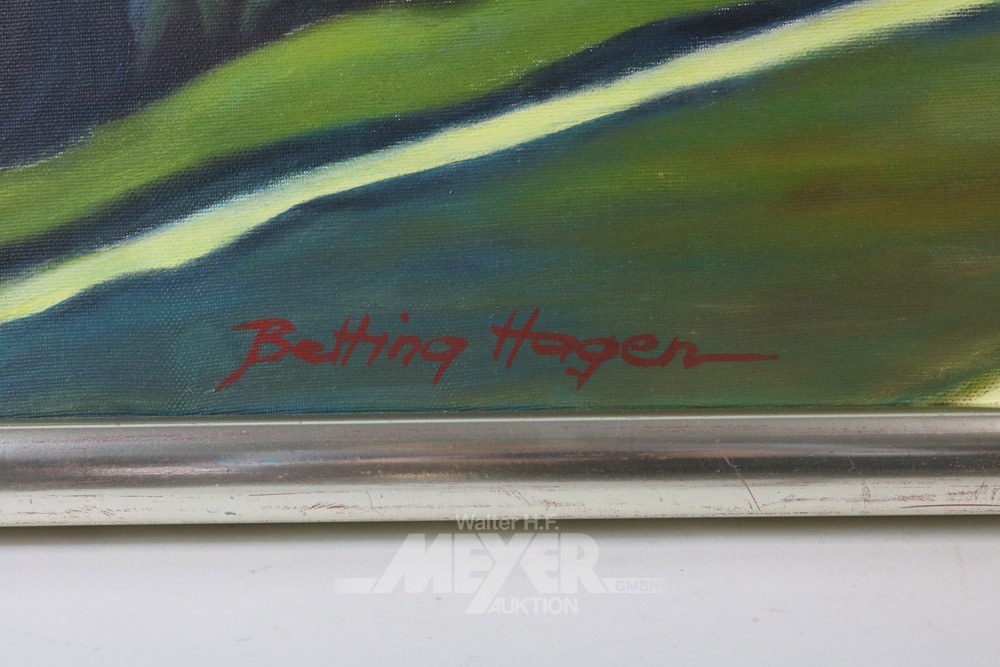 Bettina Hagen
Walter H.F.
MEYER
GMBH
AUKTION